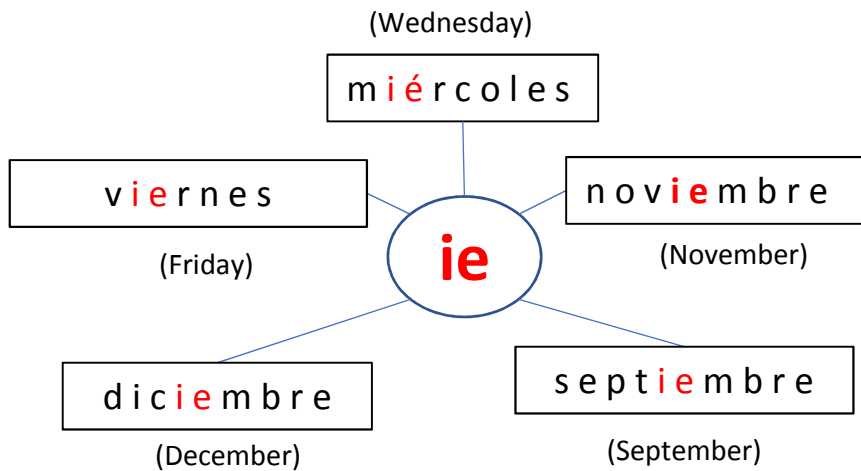 (Wednesday)
miércoles
viernes
(Friday)
noviembre
(November)
ie
diciembre
(December)
septiembre
(September)